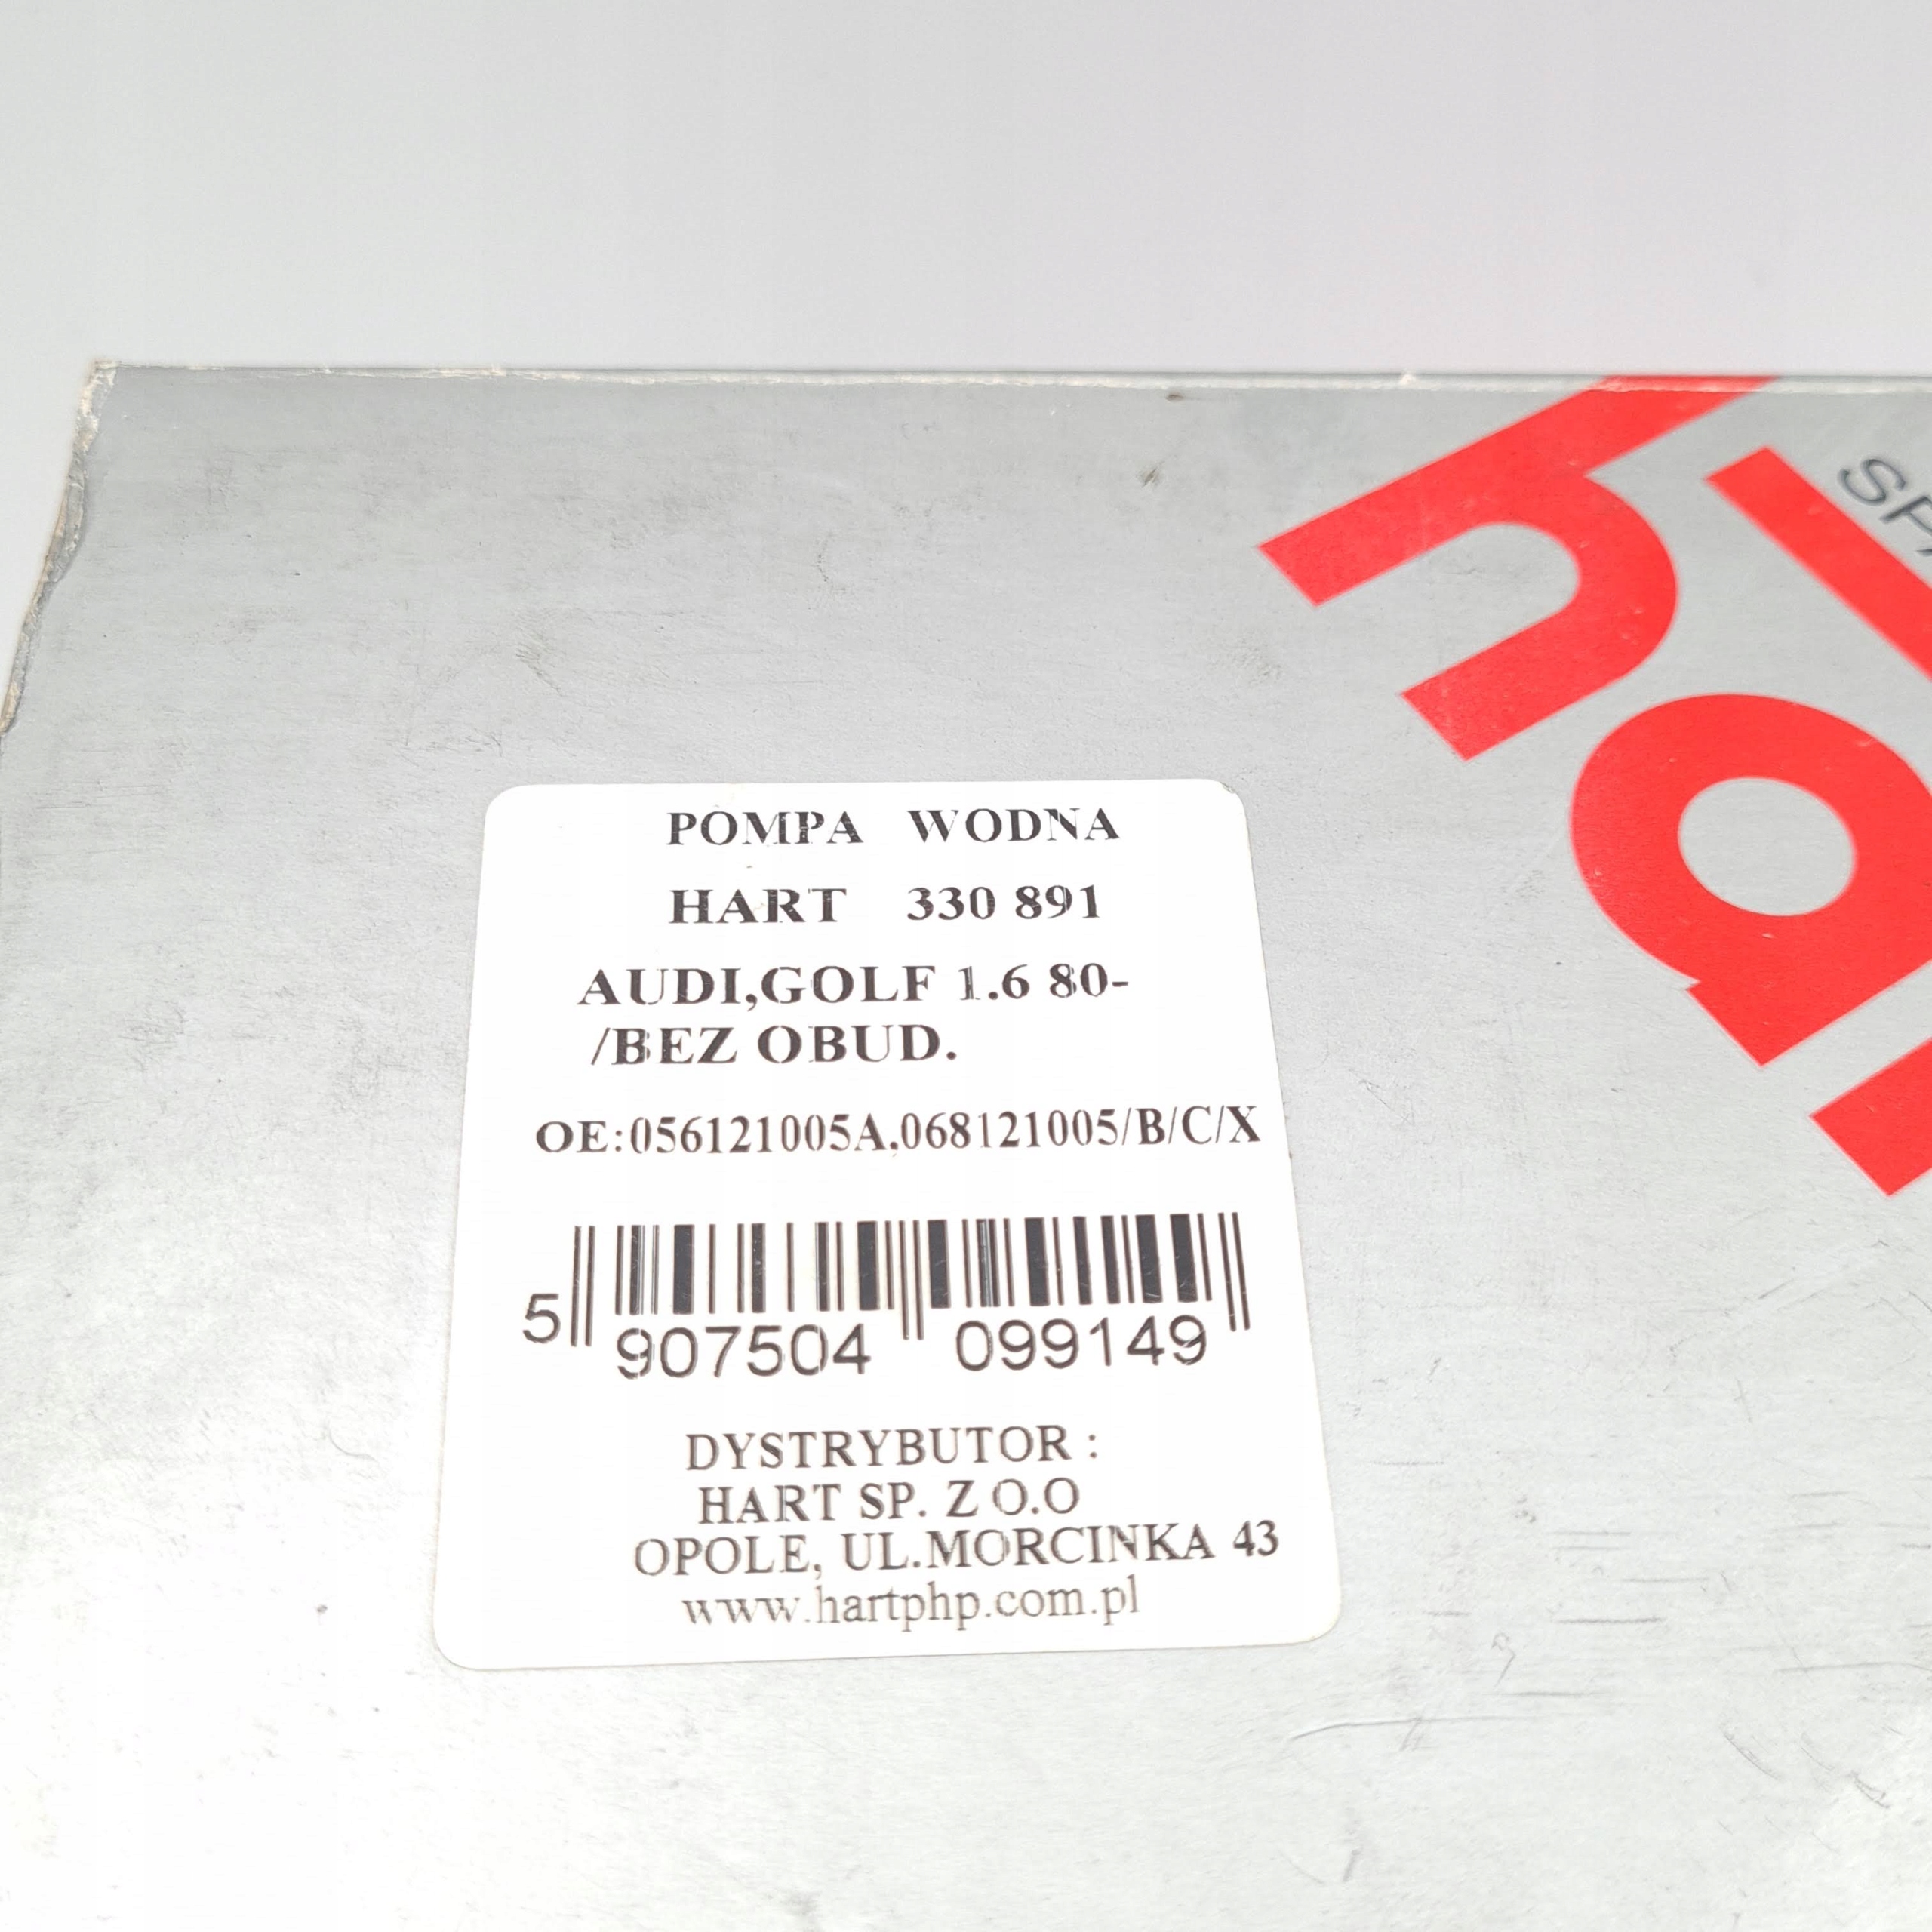 POMPA WODNA
HART 330 891
AUDI,GOLF 1.6 80-
/BEZ OBUD.
OE:056121005A,068121005/B/C/X
5 907504 099149
DYSTRYBUTOR :
HART SP. Z O.O
OPOLE, UL.MORCINKA 43
www.hartphp.com.pl